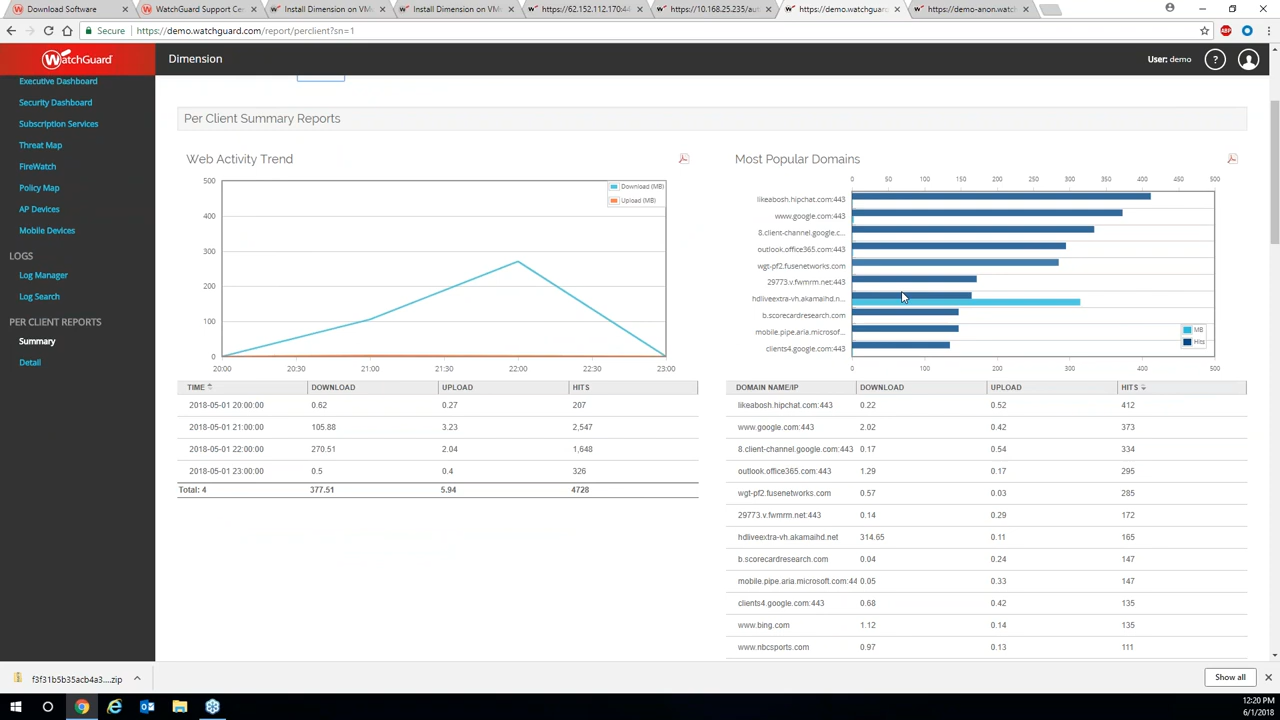 Download Software
WatchGuard Support Ce
Install Dimension on VM
Install Dimension on VM
https://62.152.112.170:4
https://10.168.25.235/au
https://demo.watchguar
https://demo-anon.watc
Secure
https://demo.watchguard.com/report/perclient?sn=1
ABP
WatchGuard
Dimension
User: demo
?
Executive Dashboard
Security Dashboard
Subscription Services
Threat Map
FireWatch
Policy Map
AP Devices
Mobile Devices
LOGS
Log Manager
Log Search
PER CLIENT REPORTS
Summary
Detail
Per Client Summary Reports
Web Activity Trend
500
400
300
200
100
0
Download (MB)
Upload (MB)
20:00 20:30 21:00 21:30 22:00 22:30 23:00
TIME DOWNLOAD UPLOAD HITS
2018-05-01 20:00:00 0.62 0.27 207
2018-05-01 21:00:00 105.88 3.23 2,547
2018-05-01 22:00:00 270.51 2.04 1,648
2018-05-01 23:00:00 0.5 0.4 326
Total: 4 377.51 5.94 4728
Most Popular Domains
0 50 100 150 200 250 300 350 400 450 500
likeabosh.hipchat.com:443
www.google.com:443
8.client-channel.google.c...
outlook.office365.com:443
wgt-pf2.fusenetworks.com
29773.v.fwmrm.net:443
hdliveextra-vh.akamaihd.n...
b.scorecardresearch.com
mobile.pipe.aria.microsof...
clients4.google.com:443
MB
Hits
0 100 100 200 200 300 300 400 400 500
DOMAIN NAME/IP DOWNLOAD UPLOAD HITS
likeabosh.hipchat.com:443 0.22 0.52 412
www.google.com:443 2.02 0.42 373
8.client-channel.google.com:443 0.17 0.54 334
outlook.office365.com:443 1.29 0.17 295
wgt-pf2.fusenetworks.com 0.57 0.03 285
29773.v.fwmrm.net:443 0.14 0.29 172
hdliveextra-vh.akamaihd.net 314.65 0.11 165
b.scorecardresearch.com 0.04 0.24 147
mobile.pipe.aria.microsoft.com:44 0.05 0.33 147
clients4.google.com:443 0.68 0.42 135
www.bing.com 1.12 0.14 135
www.nbcsports.com 0.97 0.13 111
f3f31b5b35acb4a3....zip
Show all
12:20 PM
6/1/2018